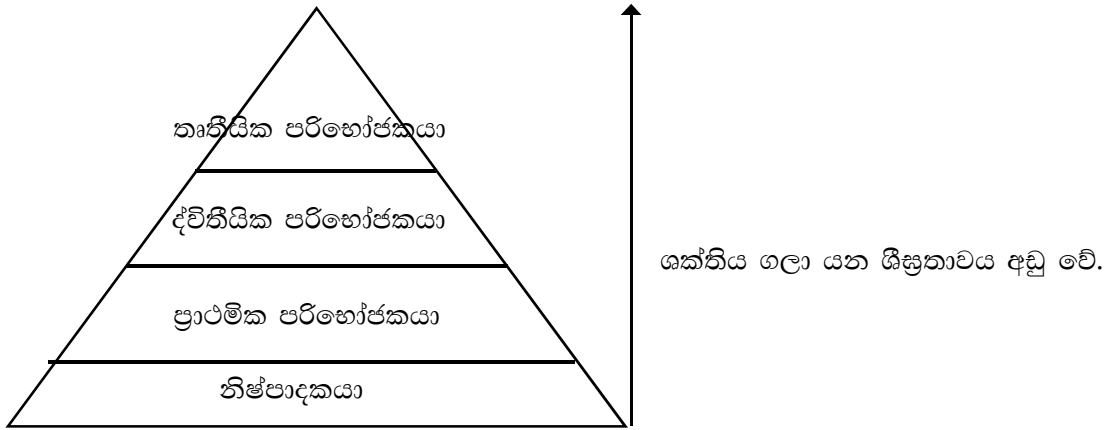 තෘතීයික පරිභෝජකයා
ද්විතීයික පරිභෝජකයා
ශක්තිය ගලා යන ශීඝ්‍රතාවය අඩු වේ.
ප්‍රාථමික පරිභෝජකයා
නිෂ්පාදකයා